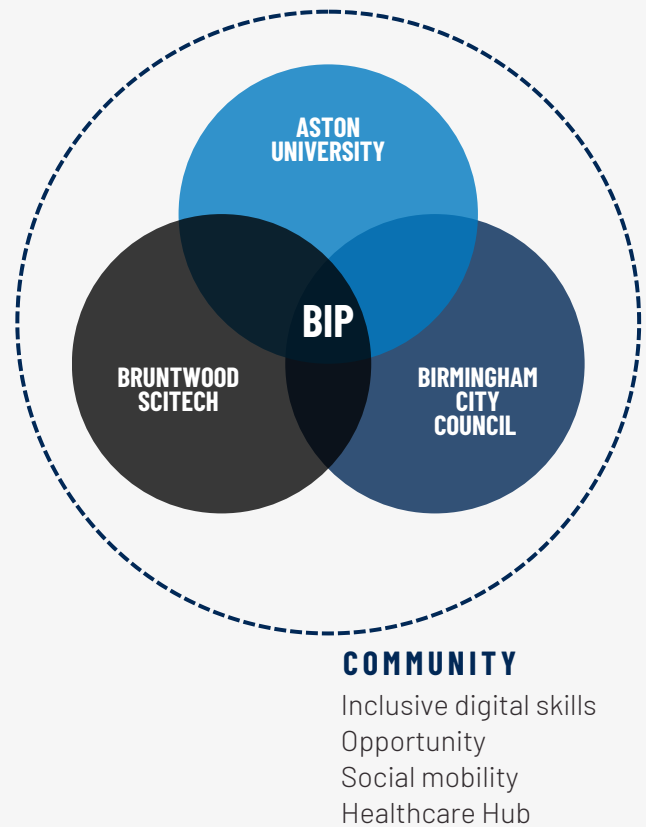 ASTON
UNIVERSITY
BIP
BRUNTWOOD
SCITECH
BIRMINGHAM
CITY
COUNCIL
COMMUNITY
Inclusive digital skills
Opportunity
Social mobility
Healthcare Hub